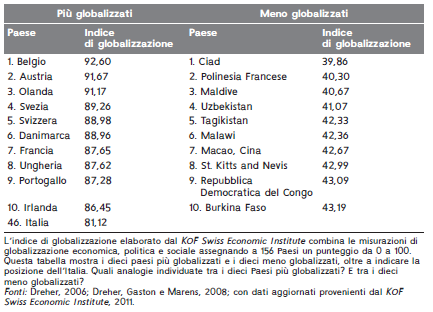 Più globalizzati Meno globalizzati
Paese Indice di globalizzazione Paese Indice di globalizzazione
1. Belgio 92,60 1. Ciad 39,86
2. Austria 91,67 2. Polinesia Francese 40,30
3. Olanda 91,17 3. Maldive 40,67
4. Svezia 89,26 4. Uzbekistan 41,07
5. Svizzera 88,98 5. Tagikistan 42,33
6. Danimarca 88,96 6. Malawi 42,36
7. Francia 87,65 7. Macao, Cina 42,67
8. Ungheria 87,62 8. St. Kitts and Nevis 42,99
9. Portogallo 87,28 9. Repubblica Democratica del Congo 43,09
10. Irlanda 86,45 10. Burkina Faso 43,19
46. Italia 81,12
L'indice di globalizzazione elaborato dal KOF Swiss Economic Institute combina le misurazioni di
globalizzazione economica, politica e sociale assegnando a 156 Paesi un punteggio da 0 a 100.
Questa tabella mostra i dieci paesi più globalizzati e i dieci meno globalizzati, oltre a indicare la
posizione dell'Italia. Quali analogie individuate tra i dieci Paesi più globalizzati? E tra i dieci
meno globalizzati?
Fonti: Dreher, 2006; Dreher, Gaston e Marens, 2008; con dati aggiornati provenienti dal KOF
Swiss Economic Institute, 2011.